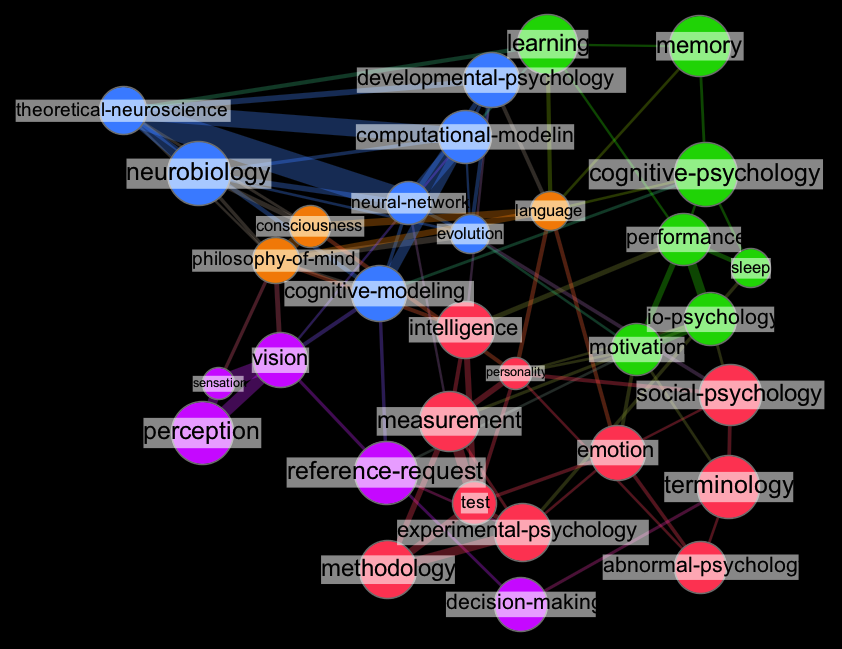 learning
memory
developmental-psychology
theoretical-neuroscience
computational-modelin
neurobiology
cognitive-psychology
neural-network
language
consciousness
evolution
performance
philosophy-of-mind
sleep
cognitive-modeling
io-psychology
intelligence
motivation
vision
personality
sensation
social-psychology
measurement
perception
emotion
reference-request
terminology
test
experimental-psychology
methodology
abnormal-psycholog
decision-making